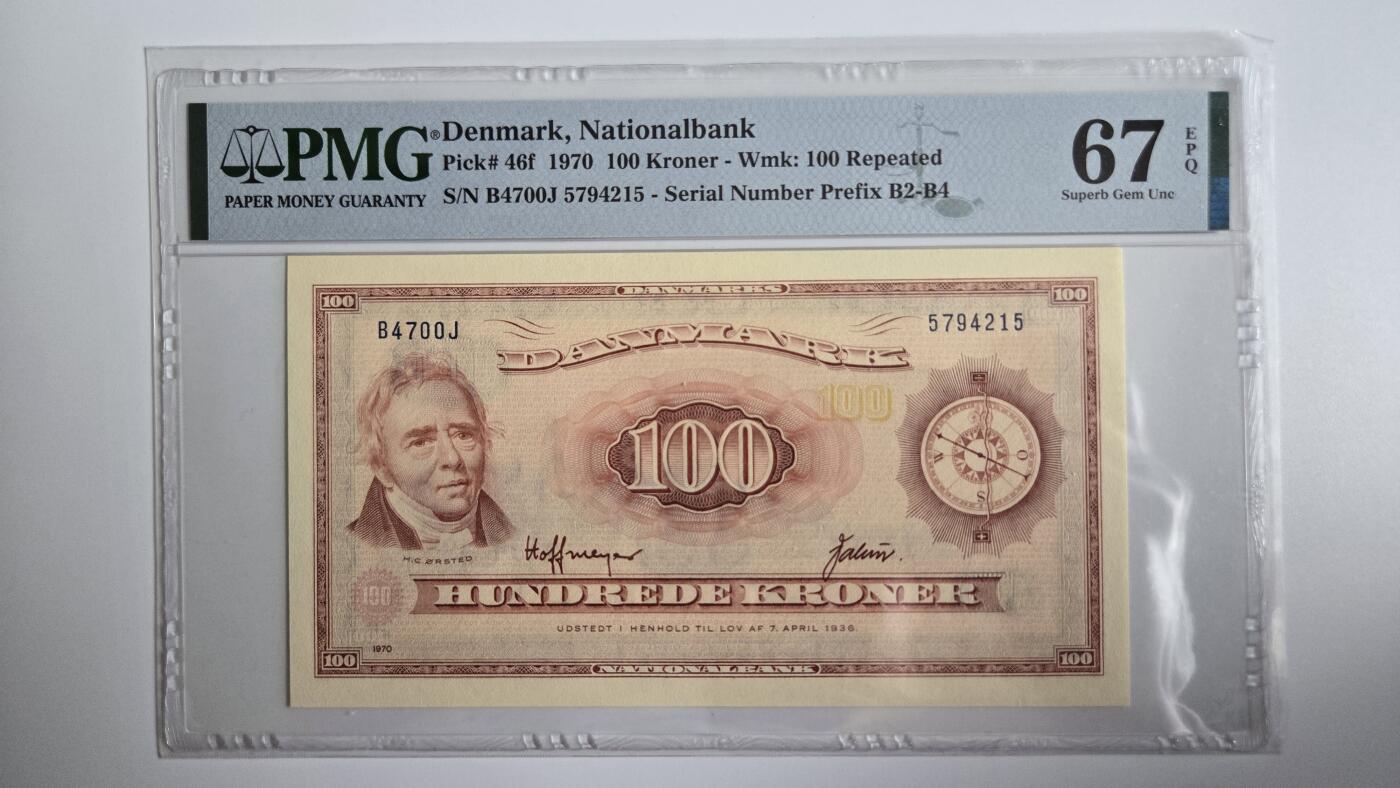 PMG®
PAPER MONEY GUARANTY
Denmark, Nationalbank
Pick# 46f 1970 100 Kroner - Wmk: 100 Repeated
S/N B4700J 5794215 - Serial Number Prefix B2-B4
67
EPQ
Superb Gem Unc
100
DANMARKS
100
B4700J
5794215
DANMARK
100
100
W
O
S
H.C. ØRSTED
Hoffmeyer
100
HUNDREDE KRONER
UDSTEDT I HENHOLD TIL LOV AF 7. APRIL 1936.
1970
100
NATIONALBANK
100